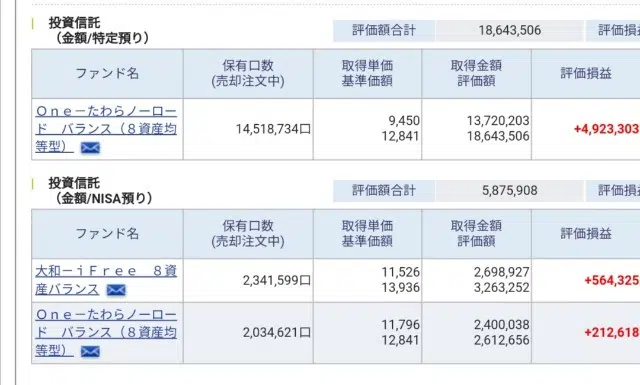 投資信託
（金額/特定預り）
評価額合計 18,643,506 評価損益
ファンド名 保有口数 取得単価 取得金額 評価損益
(売却注文中) 基準価額 評価額
Ｏｎｅ－たわらノーロー
ド　バランス（８資産均
等型）
14,518,734口
9,450 13,720,203
12,841 18,643,506
+4,923,303
投資信託
（金額/NISA預り）
評価額合計 5,875,908 評価損益
ファンド名 保有口数 取得単価 取得金額 評価損益
(売却注文中) 基準価額 評価額
大和－ｉＦｒｅｅ　８資
産バランス
2,341,599口
11,526 2,698,927
13,936 3,263,252
+564,325
Ｏｎｅ－たわらノーロー
ド　バランス（８資産均
等型）
2,034,621口
11,796 2,400,038
12,841 2,612,656
+212,618